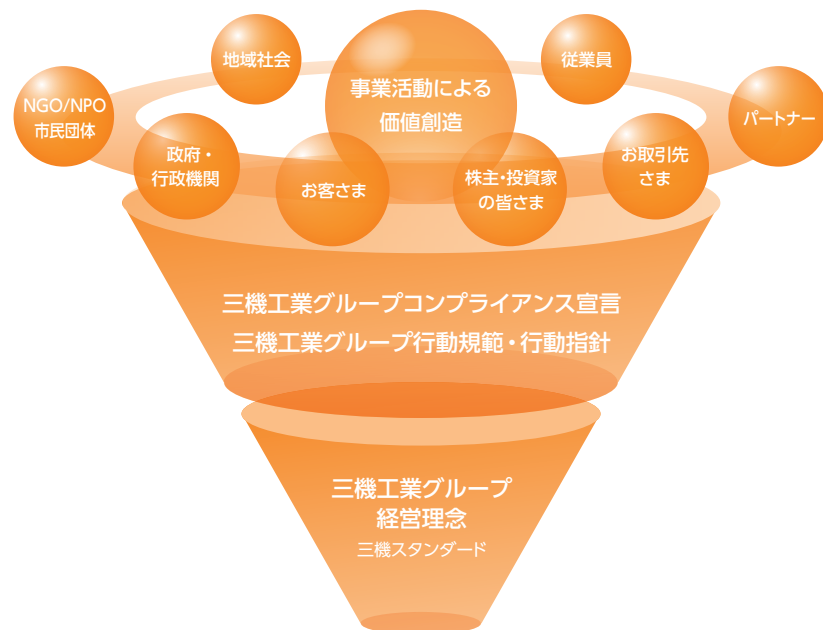 地域社会
従業員
事業活動による
価値創造
NGO/NPO
市民団体
パートナー
政府・
行政機関
お客さま
株主・投資家
の皆さま
お取引先
さま
三機工業グループコンプライアンス宣言
三機工業グループ行動規範・行動指針
三機工業グループ
経営理念
三機スタンダード